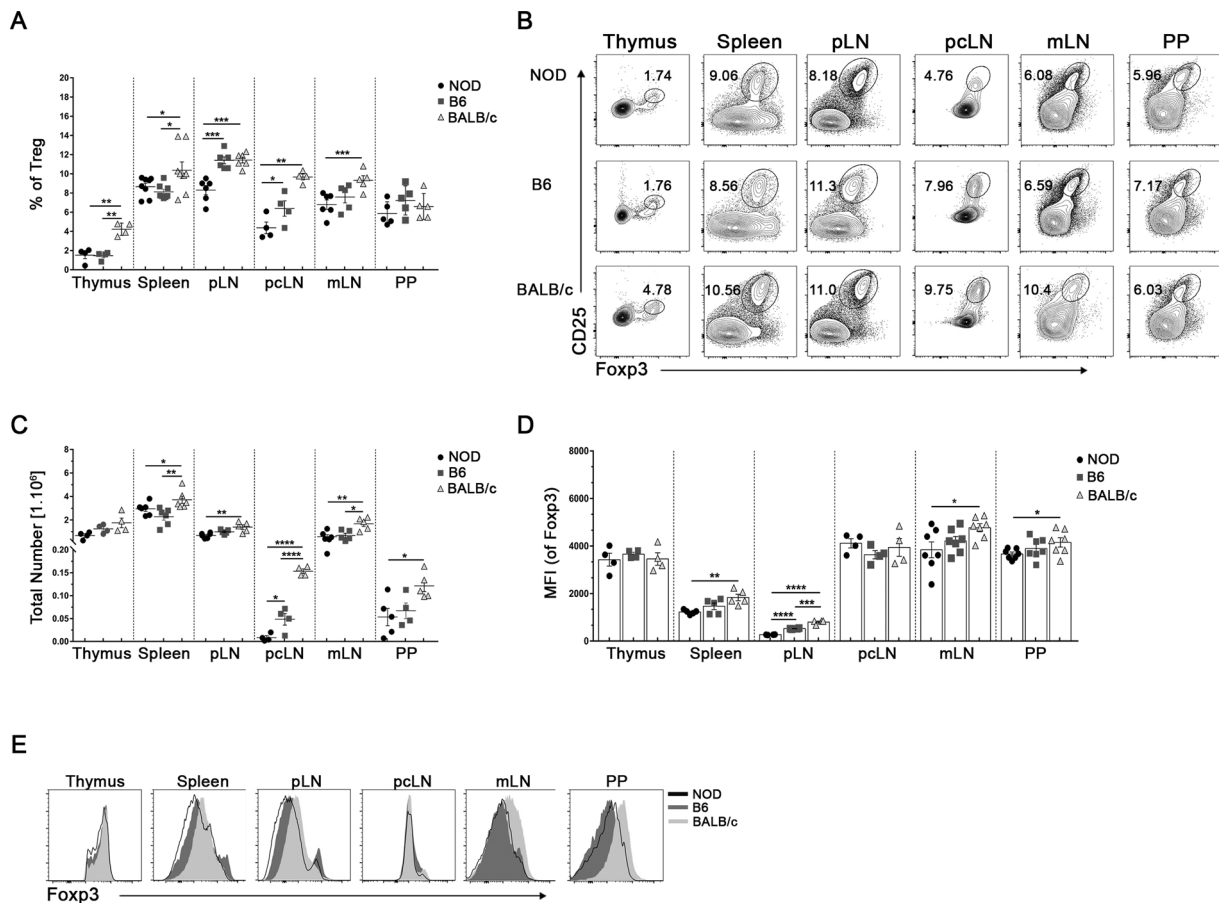 A
% of Treg
20
18
16
14
12
10
8
6
4
2
0
NOD
B6
BALB/c
** ** * * *** *** * ** ***
Thymus Spleen pLN pcLN mLN PP
B
Thymus Spleen pLN pcLN mLN PP
NOD 1.74 9.06 8.18 4.76 6.08 5.96
B6 1.76 8.56 11.3 7.96 6.59 7.17
BALB/c 4.78 10.56 11.0 9.75 10.4 6.03
CD25
Foxp3
C
Total Number [1.10⁶]
8
6
4
2
0.20
0.15
0.10
0.05
0.00
NOD
B6
BALB/c
* ** ** **** **** * ** * *
Thymus Spleen pLN pcLN mLN PP
D
MFI (of Foxp3)
8000
6000
4000
2000
0
NOD
B6
BALB/c
** **** *** **** * *
Thymus Spleen pLN pcLN mLN PP
E
Thymus Spleen pLN pcLN mLN PP
NOD
B6
BALB/c
Foxp3